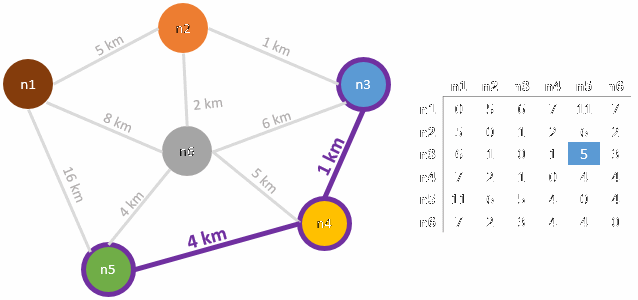 n2
5 km
1 km
n1
n3
2 km
8 km
6 km
n6
1 km
16 km
5 km
4 km
n4
4 km
n5
n1 n2 n3 n4 n5 n6
n1 0 5 6 7 11 7
n2 5 0 1 2 6 2
n3 6 1 0 1 5 3
n4 7 2 1 0 4 4
n5 11 6 5 4 0 4
n6 7 2 3 4 4 0